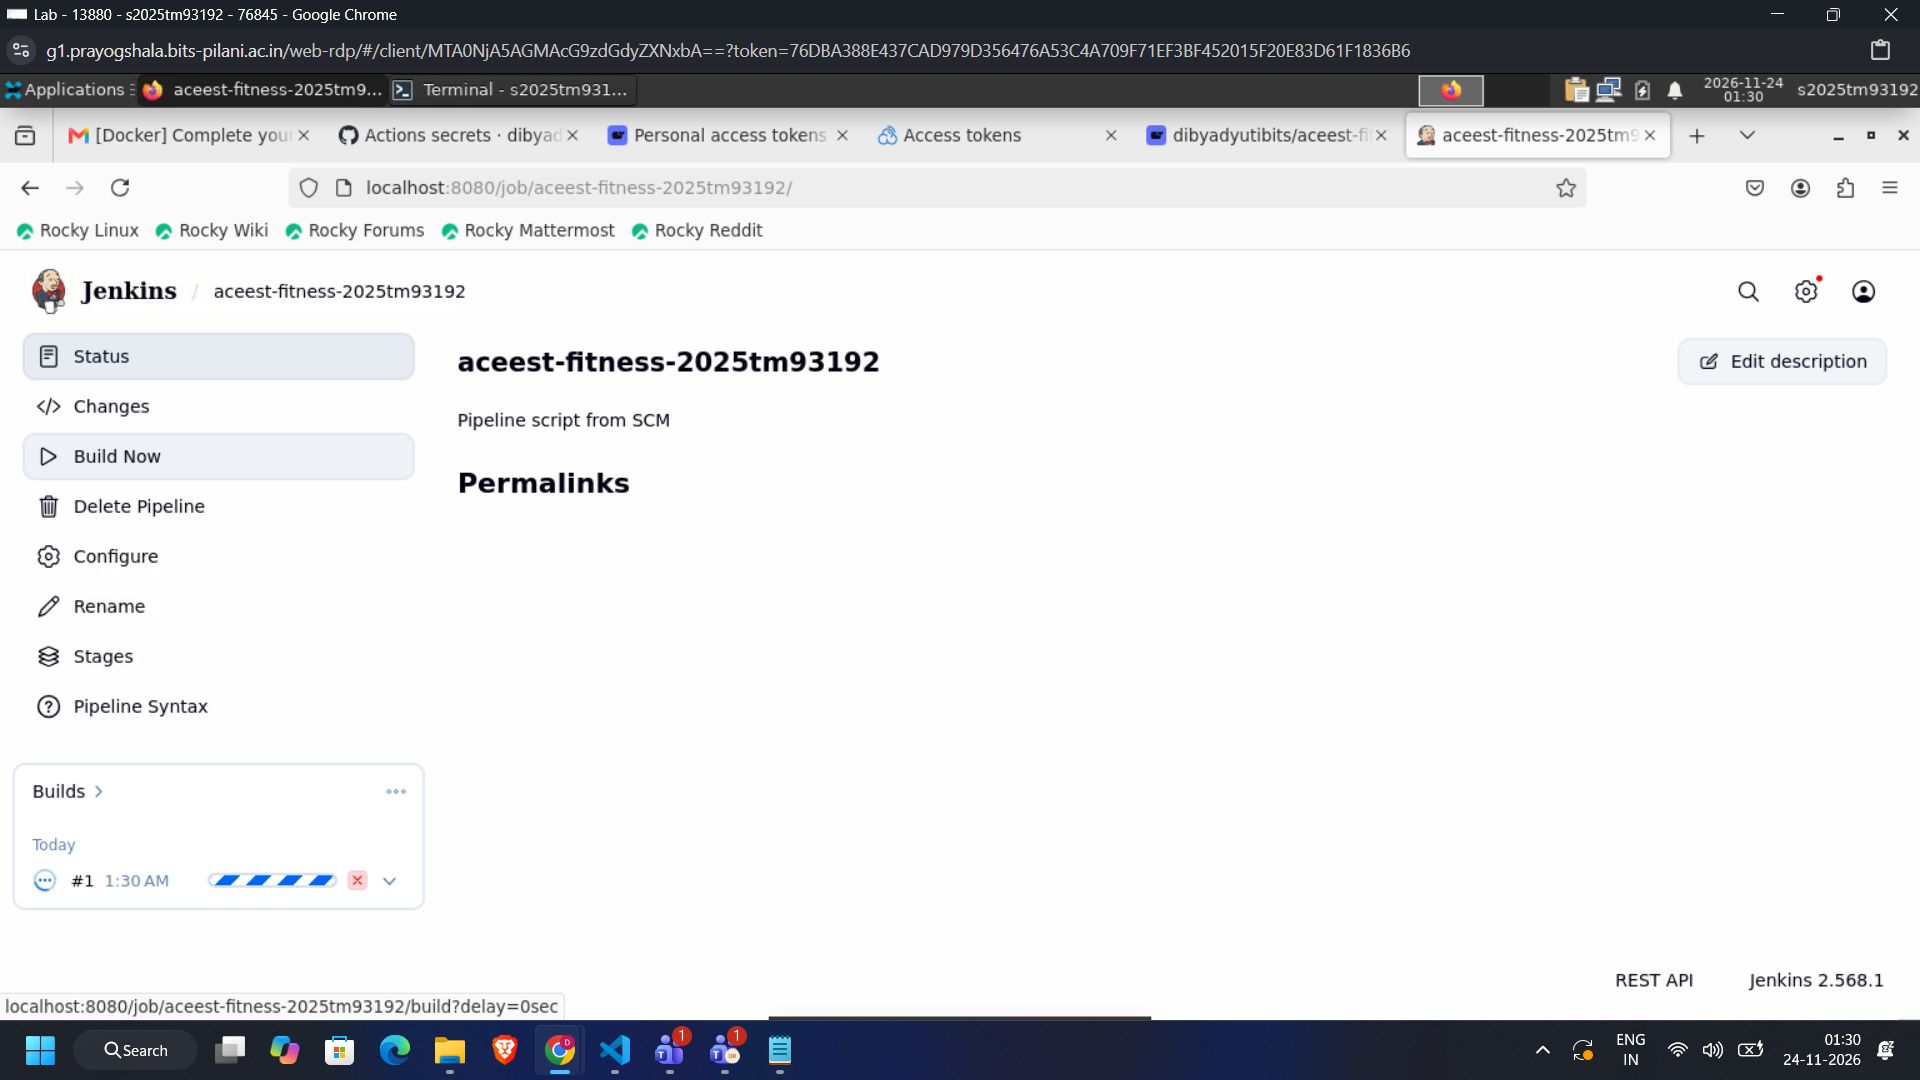 Lab - 13880 - s2025tm93192 - 76845 - Google Chrome
g1.prayogshala.bits-pilani.ac.in/web-rdp/#/client/MTA0NjA5AGMAcG9zdGdyZXNxbA==?token=76DBA388E437CAD979D356476A53C4A709F71EF3BF452015F20E83D61F1836B6
Applications
aceest-fitness-2025tm9...
Terminal - s2025tm931...
2026-11-24
01:30
s2025tm93192
[Docker] Complete your
Actions secrets · dibyad
Personal access tokens
Access tokens
dibyadyutibits/aceest-fi
aceest-fitness-2025tm9
localhost:8080/job/aceest-fitness-2025tm93192/
Rocky Linux
Rocky Wiki
Rocky Forums
Rocky Mattermost
Rocky Reddit
Jenkins / aceest-fitness-2025tm93192
Status
Changes
Build Now
Delete Pipeline
Configure
Rename
Stages
Pipeline Syntax
aceest-fitness-2025tm93192
Edit description
Pipeline script from SCM
Permalinks
Builds
Today
#1 1:30 AM
REST API
Jenkins 2.568.1
localhost:8080/job/aceest-fitness-2025tm93192/build?delay=0sec
Search
1
1
ENG
IN
01:30
24-11-2026